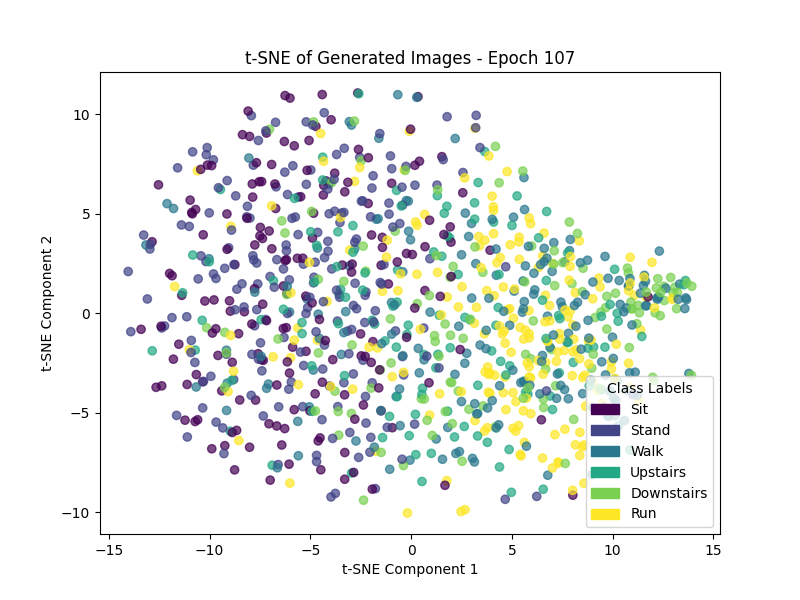 t-SNE of Generated Images - Epoch 107
t-SNE Component 2
10
5
0
−5
−10
Class Labels
Sit
Stand
Walk
Upstairs
Downstairs
Run
−15
−10
−5
0
5
10
15
t-SNE Component 1